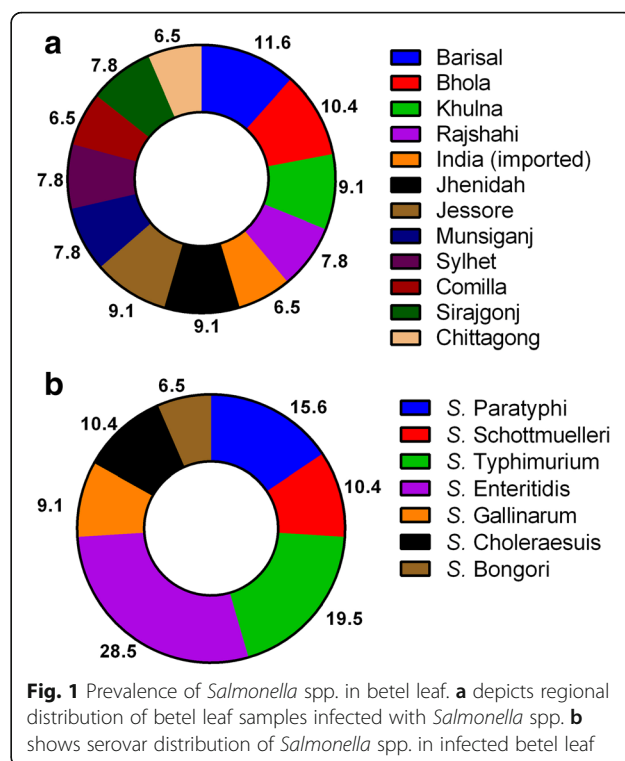 a
6.5
11.6
7.8
10.4
6.5
7.8
9.1
7.8
7.8
9.1
9.1
6.5
Barisal
Bhola
Khulna
Rajshahi
India (imported)
Jhenidah
Jessore
Munsiganj
Sylhet
Comilla
Sirajgonj
Chittagong
b
6.5
15.6
10.4
10.4
9.1
19.5
28.5
S. Paratyphi
S. Schottmuelleri
S. Typhimurium
S. Enteritidis
S. Gallinarum
S. Choleraesuis
S. Bongori
Fig. 1 Prevalence of Salmonella spp. in betel leaf. a depicts regional
distribution of betel leaf samples infected with Salmonella spp. b
shows serovar distribution of Salmonella spp. in infected betel leaf